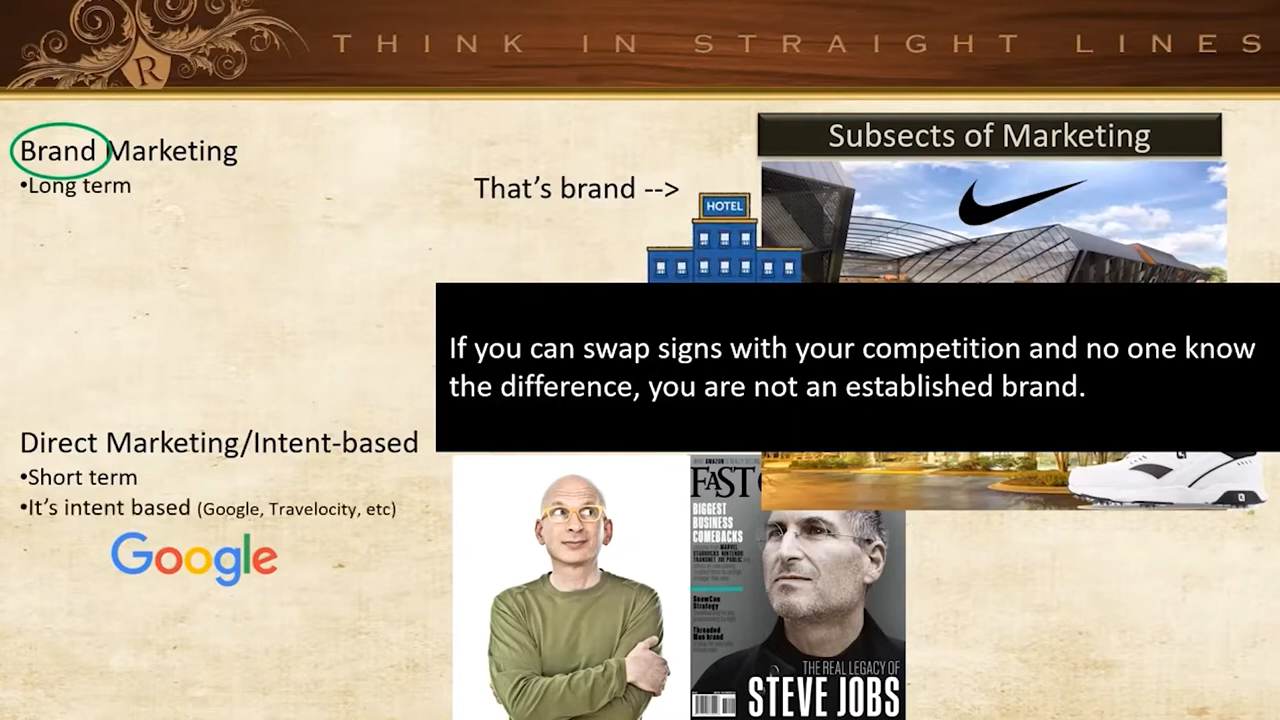 R
THINK IN STRAIGHT LINES
Brand Marketing
•Long term
Subsects of Marketing
That's brand -->
HOTEL
If you can swap signs with your competition and no one know
the difference, you are not an established brand.
Direct Marketing/Intent-based
•Short term
•It's intent based (Google, Travelocity, etc)
Google
FAST
BIGGEST
BUSINESS
COMEBACKS
SnowCon
Strategy
Threaded
THE REAL LEGACY OF
STEVE JOBS